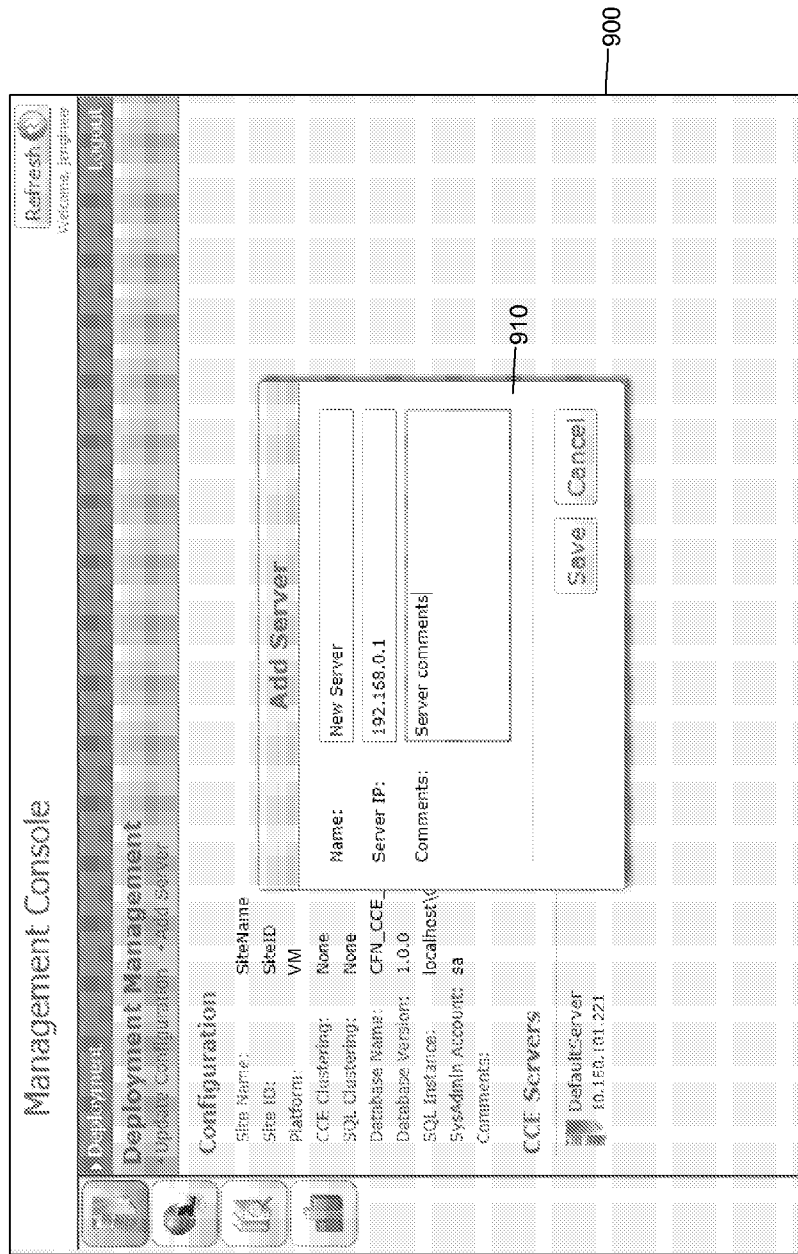 Management Console
Refresh
Welcome, jengineer
Deployment
Logout
Deployment Management
Update Configuration Add Server
Configuration
Site Name: SiteName
Site ID: SiteID
Platform: VM
CCE Clustering: None
SQL Clustering: None
Database Name: CFN_CCE_
Database Version: 1.0.0
SQL Instance: localhost\
SysAdmin Account: sa
Comments:
CCE Servers
DefaultServer
10.160.101.221
Add Server
Name: New Server
Server IP: 192.168.0.1
Comments: Server comments
Save Cancel
910
900